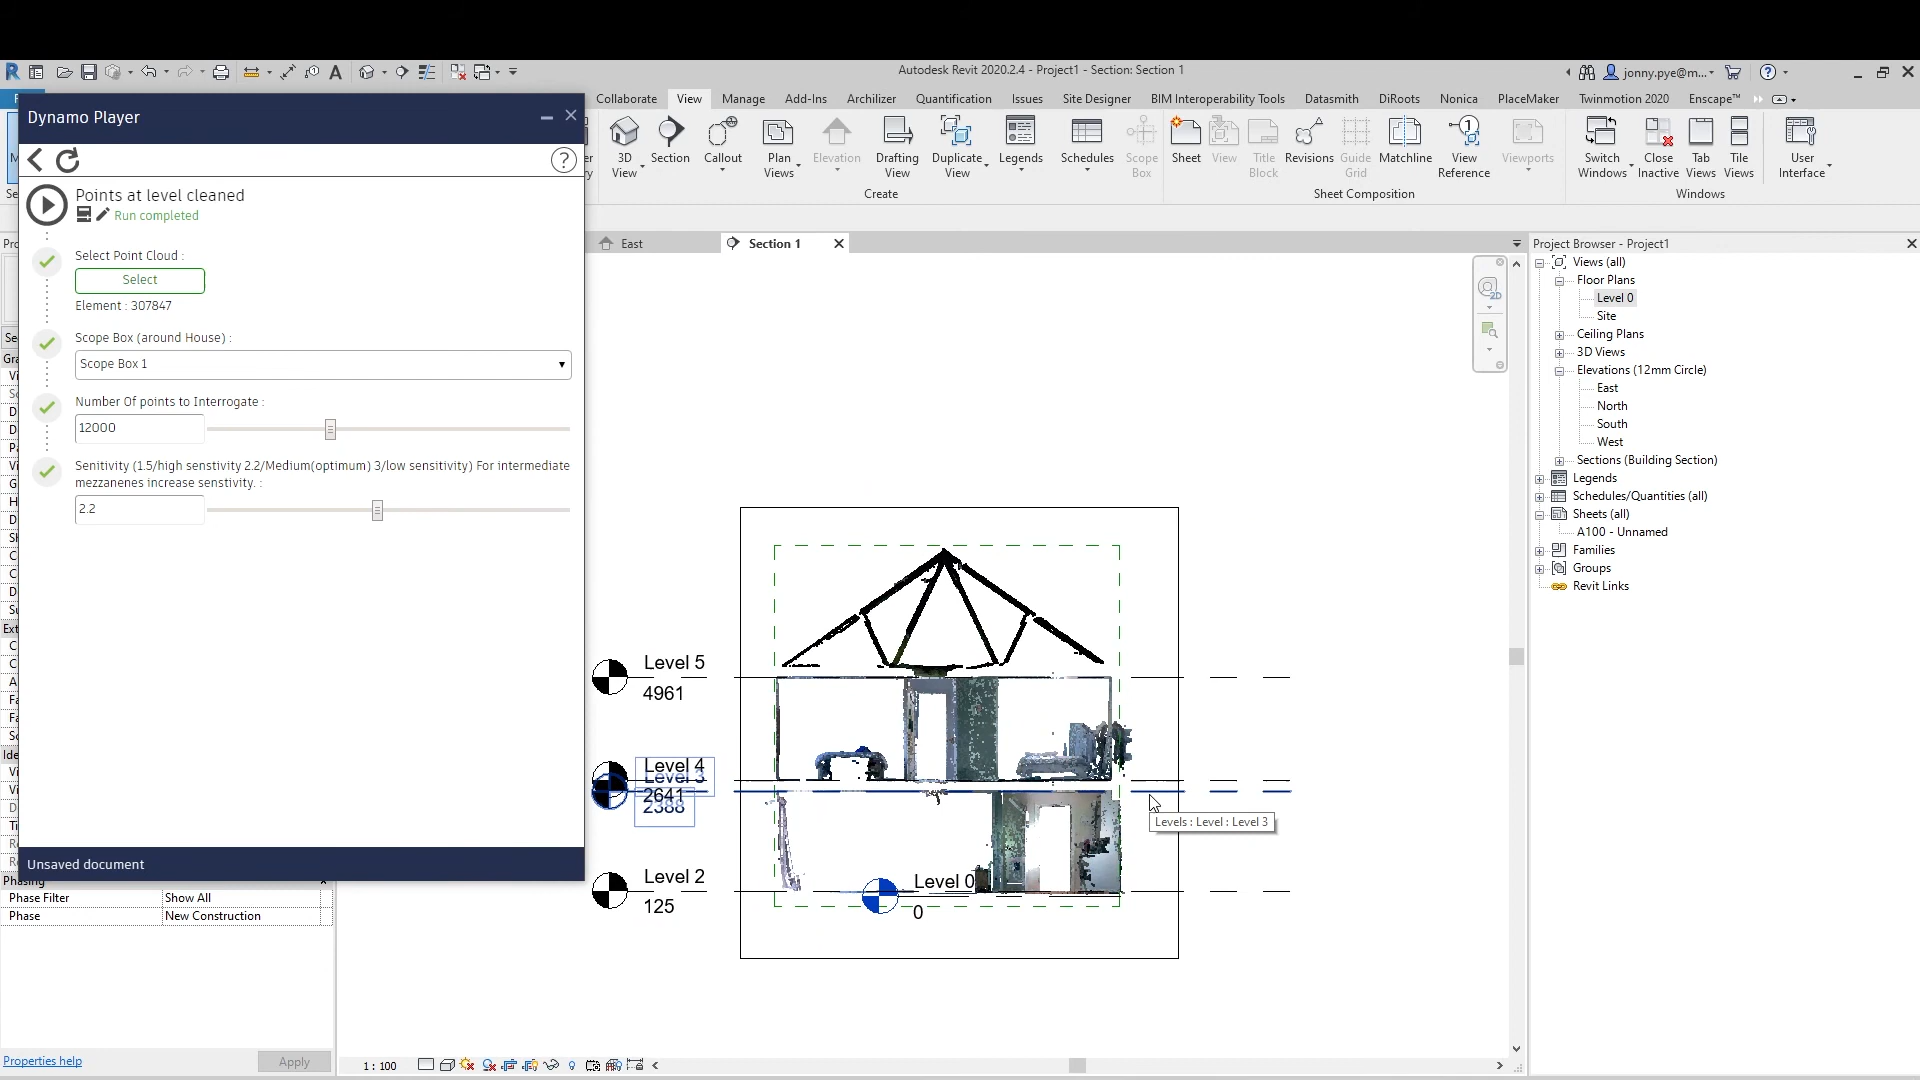 Autodesk Revit 2020.2.4 - Project1 - Section: Section 1
jonny.pye@m...
Collaborate View Manage Add-Ins Archilizer Quantification Issues Site Designer BIM Interoperability Tools Datasmith DiRoots Nonica PlaceMaker Twinmotion 2020 Enscape™
3D View
Section
Callout
Plan Views
Elevation
Drafting View
Duplicate View
Legends
Schedules
Scope Box
Sheet
View
Title Block
Revisions
Guide Grid
Matchline
View Reference
Viewports
Switch Windows
Close Inactive
Tab Views
Tile Views
User Interface
Create
Sheet Composition
Windows
Dynamo Player
Points at level cleaned
Run completed
Select Point Cloud :
Select
Element : 307847
Scope Box (around House) :
Scope Box 1
Number Of points to Interrogate :
12000
Senitivity (1.5/high senstivity 2.2/Medium(optimum) 3/low sensitivity) For intermediate
mezzanenes increase senstivity. :
2.2
Unsaved document
Phasing
Phase Filter Show All
Phase New Construction
Properties help
Apply
East
Section 1
Level 5
4961
Level 4
Level 3
2641
2388
Level 2
125
Level 0
0
Levels : Level : Level 3
1 : 100
Project Browser - Project1
Views (all)
Floor Plans
Level 0
Site
Ceiling Plans
3D Views
Elevations (12mm Circle)
East
North
South
West
Sections (Building Section)
Legends
Schedules/Quantities (all)
Sheets (all)
A100 - Unnamed
Families
Groups
Revit Links